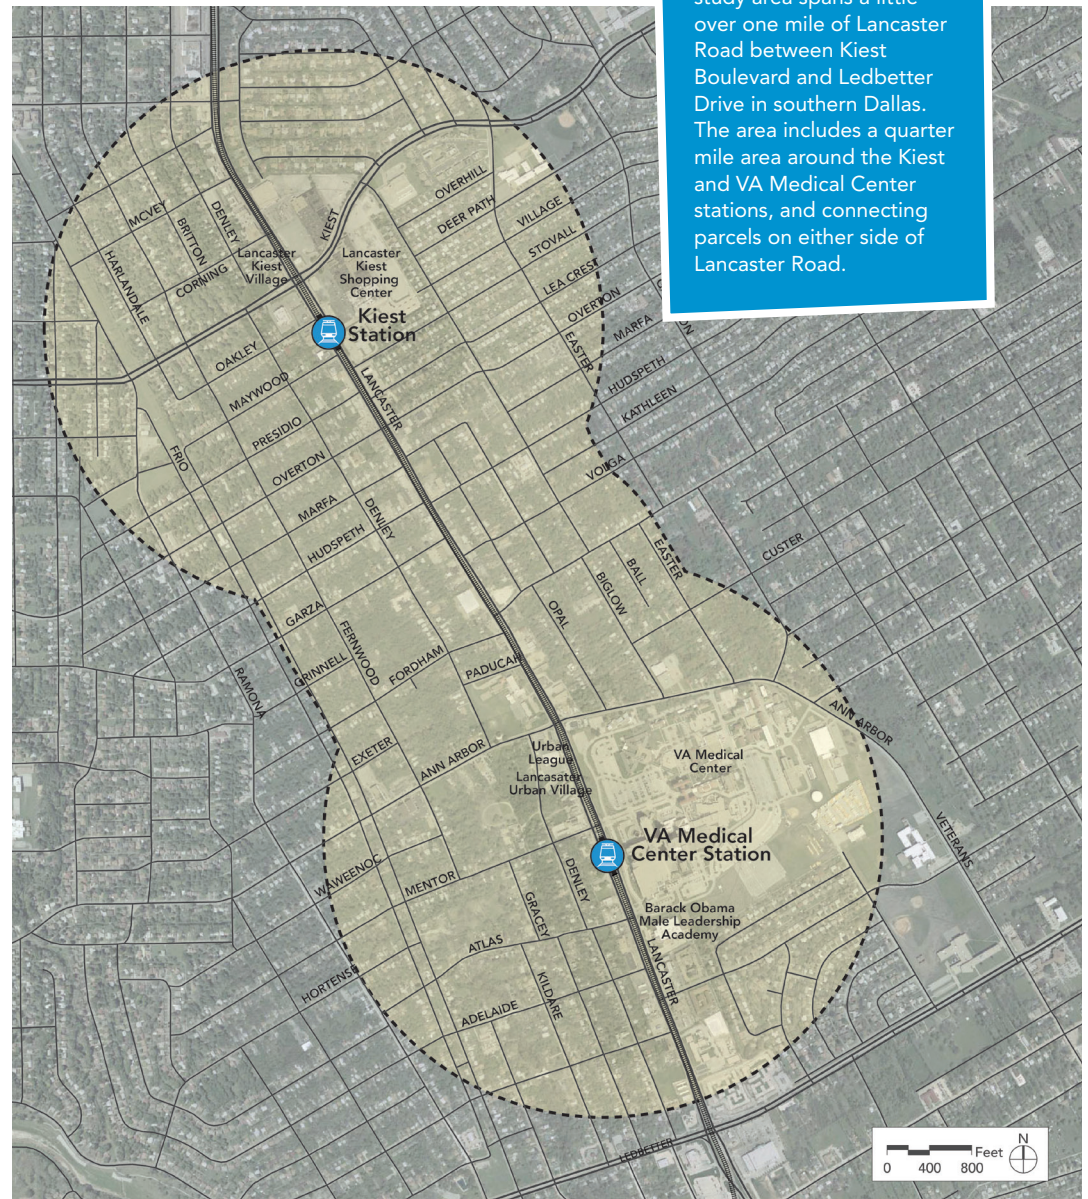 study area spans a little
over one mile of Lancaster
Road between Kiest
Boulevard and Ledbetter
Drive in southern Dallas.
The area includes a quarter
mile area around the Kiest
and VA Medical Center
stations, and connecting
parcels on either side of
Lancaster Road.
OVERHILL
DEER PATH
VILLAGE
STOVALL
LEA CREST
OVERTON
MARFA
HUDSPETH
KATHLEEN
EASTER
VOLGA
CUSTER
MCVEY
BRITTON
DENLEY
HARLANDALE
CORNING
KIEST
Lancaster
Kiest
Village
Lancaster
Kiest
Shopping
Center
Kiest
Station
OAKLEY
MAYWOOD
LANCASTER
PRESIDIO
FRIO
OVERTON
MARFA
DENLEY
HUDSPETH
EASTER
BALL
BIGLOW
OPAL
GARZA
FERNWOOD
GRINNELL
FORDHAM
PADUCAH
RAMONA
EXETER
ANN ARBOR
ANN ARBOR
Urban
League
Lancasater
Urban Village
VA Medical
Center
VA Medical
Center Station
VETERANS
WAWEENOC
MENTOR
DENLEY
GRACEY
Barack Obama
Male Leadership
Academy
ATLAS
LANCASTER
HORTENSE
KILDARE
ADELAIDE
LEDBETTER
Feet
0 400 800
N